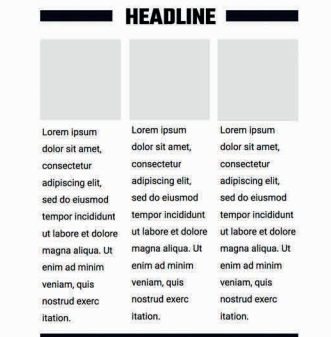 HEADLINE
Lorem ipsum
dolor sit amet,
consectetur
adipiscing elit,
sed do eiusmod
tempor incididunt
ut labore et dolore
magna aliqua. Ut
enim ad minim
veniam, quis
nostrud exerc
itation.
Lorem ipsum
dolor sit amet,
consectetur
adipiscing elit,
sed do eiusmod
tempor incididunt
ut labore et dolore
magna aliqua. Ut
enim ad minim
veniam, quis
nostrud exerc
itation.
Lorem ipsum
dolor sit amet,
consectetur
adipiscing elit,
sed do eiusmod
tempor incididunt
ut labore et dolore
magna aliqua. Ut
enim ad minim
veniam, quis
nostrud exerc
itation.